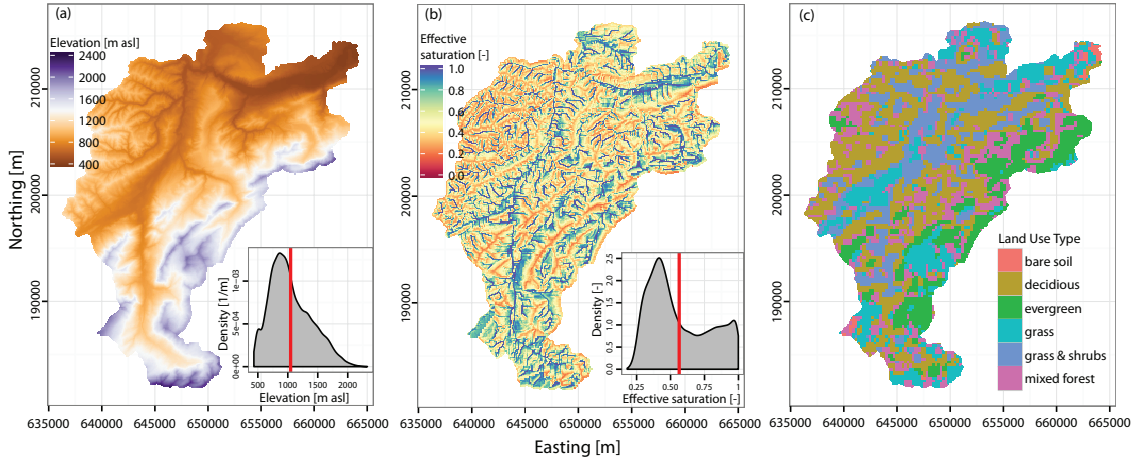 (a)
Elevation [m asl]
2400
2000
1600
1200
800
400
Northing [m]
210000
200000
190000
Density [1/m]
1e−03
5e−04
0e+00
500
1000
1500
2000
Elevation [m asl]
635000
640000
645000
650000
655000
660000
665000
(b)
Effective
saturation [-]
1.0
0.8
0.6
0.4
0.2
0.0
210000
200000
190000
Density [-]
2.5
2.0
1.5
1.0
0.5
0.0
0.25
0.50
0.75
1
Effective saturation [-]
635000
640000
645000
650000
655000
660000
665000
Easting [m]
(c)
Land Use Type
bare soil
decidious
evergreen
grass
grass & shrubs
mixed forest
635000
640000
645000
650000
655000
660000
665000